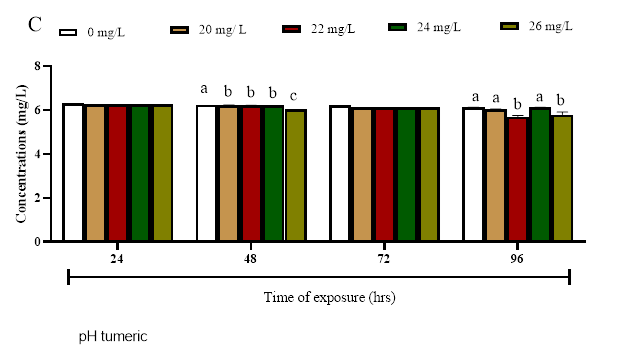 C
0 mg/L 20 mg/ L 22 mg/L 24 mg/L 26 mg/L
8
a b b b c a a b a b
6
4
2
0
Concentrations (mg/L)
24 48 72 96
Time of exposure (hrs)
pH tumeric